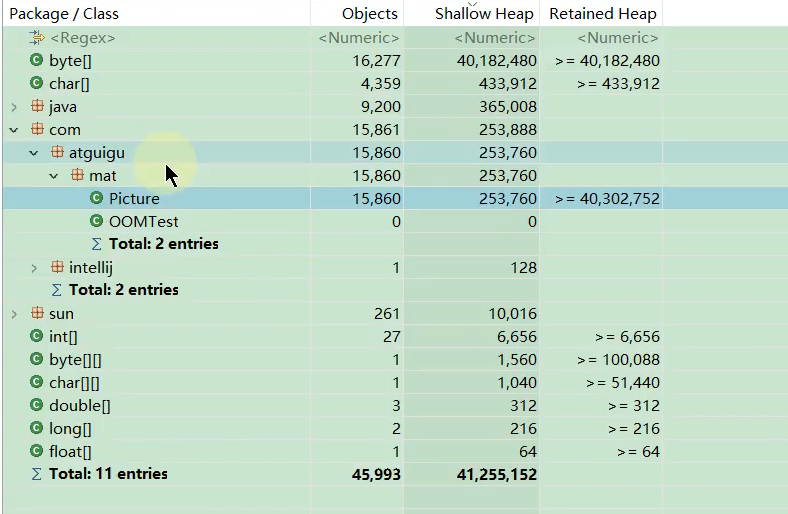 Package / Class Objects Shallow Heap Retained Heap
<Regex> <Numeric> <Numeric> <Numeric>
byte[] 16,277 40,182,480 >= 40,182,480
char[] 4,359 433,912 >= 433,912
java 9,200 365,008
com 15,861 253,888
atguigu 15,860 253,760
mat 15,860 253,760
Picture 15,860 253,760 >= 40,302,752
OOMTest 0 0
Total: 2 entries
intellij 1 128
Total: 2 entries
sun 261 10,016
int[] 27 6,656 >= 6,656
byte[][] 1 1,560 >= 100,088
char[][] 1 1,040 >= 51,440
double[] 3 312 >= 312
long[] 2 216 >= 216
float[] 1 64 >= 64
Total: 11 entries 45,993 41,255,152